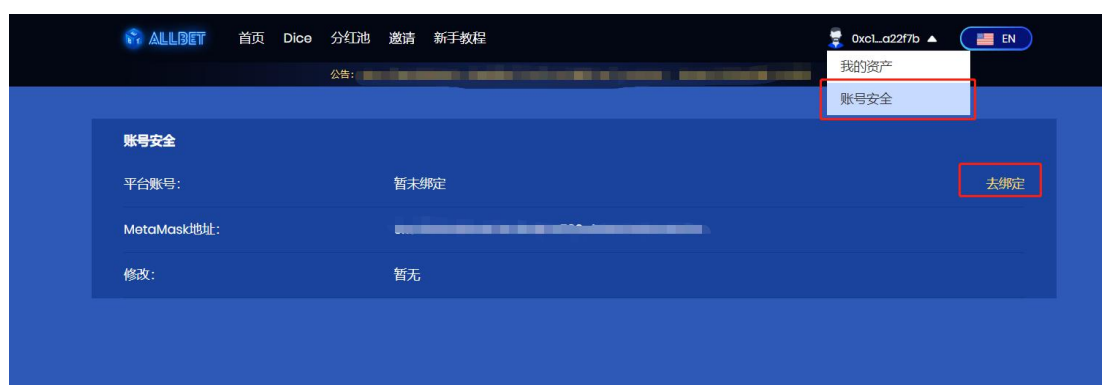 ALLBET 首页 Dice 分红池 邀请 新手教程 0xc1...a22f7b EN
公告:
我的资产
账号安全
账号安全
平台账号: 暂未绑定 去绑定
MetaMask地址:
修改: 暂无